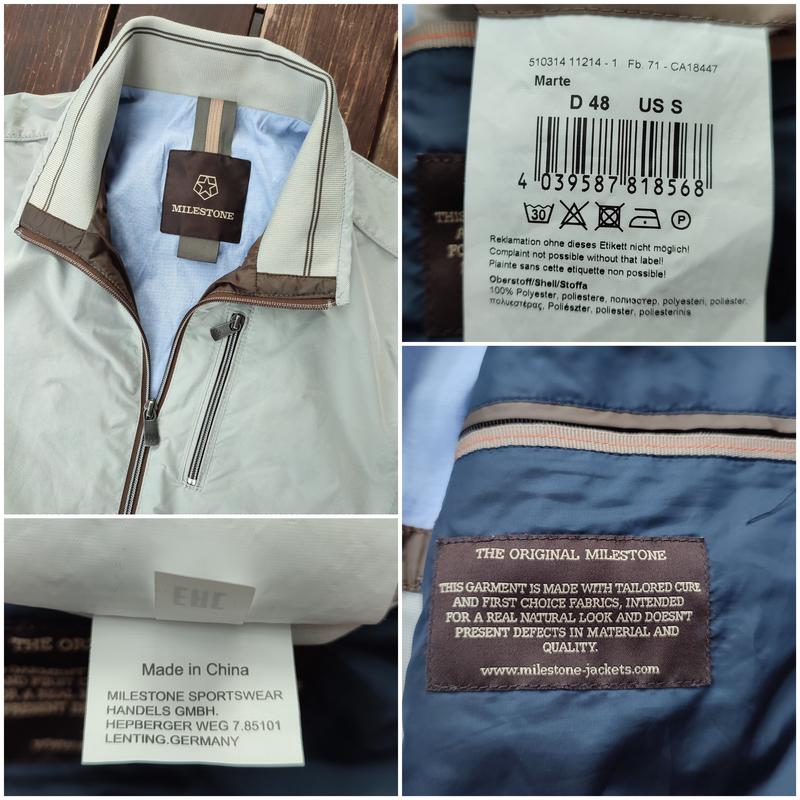 MILESTONE
510314 11214 - 1 Fb. 71 - CA18447
Marte
D 48 US S
4 039587 818568
30
P
Reklamation ohne dieses Etikett nicht möglich!
Complaint not possible without that label!
Plainte sans cette etiquette non possible!
Oberstoff/Shell/Stoffa
100% Polyester, poliestere, полиэстер, polyesteri, poliéster,
πολυεστέρας, Poliészter, poliester, poliesterinis
EAC
Made in China
MILESTONE SPORTSWEAR
HANDELS GMBH.
HEPBERGER WEG 7.85101
LENTING.GERMANY
THE ORIGINAL MILESTONE
THIS GARMENT IS MADE WITH TAILORED CURE
AND FIRST CHOICE FABRICS, INTENDED
FOR A REAL NATURAL LOOK AND DOESN'T
PRESENT DEFECTS IN MATERIAL AND
QUALITY.
www.milestone-jackets.com